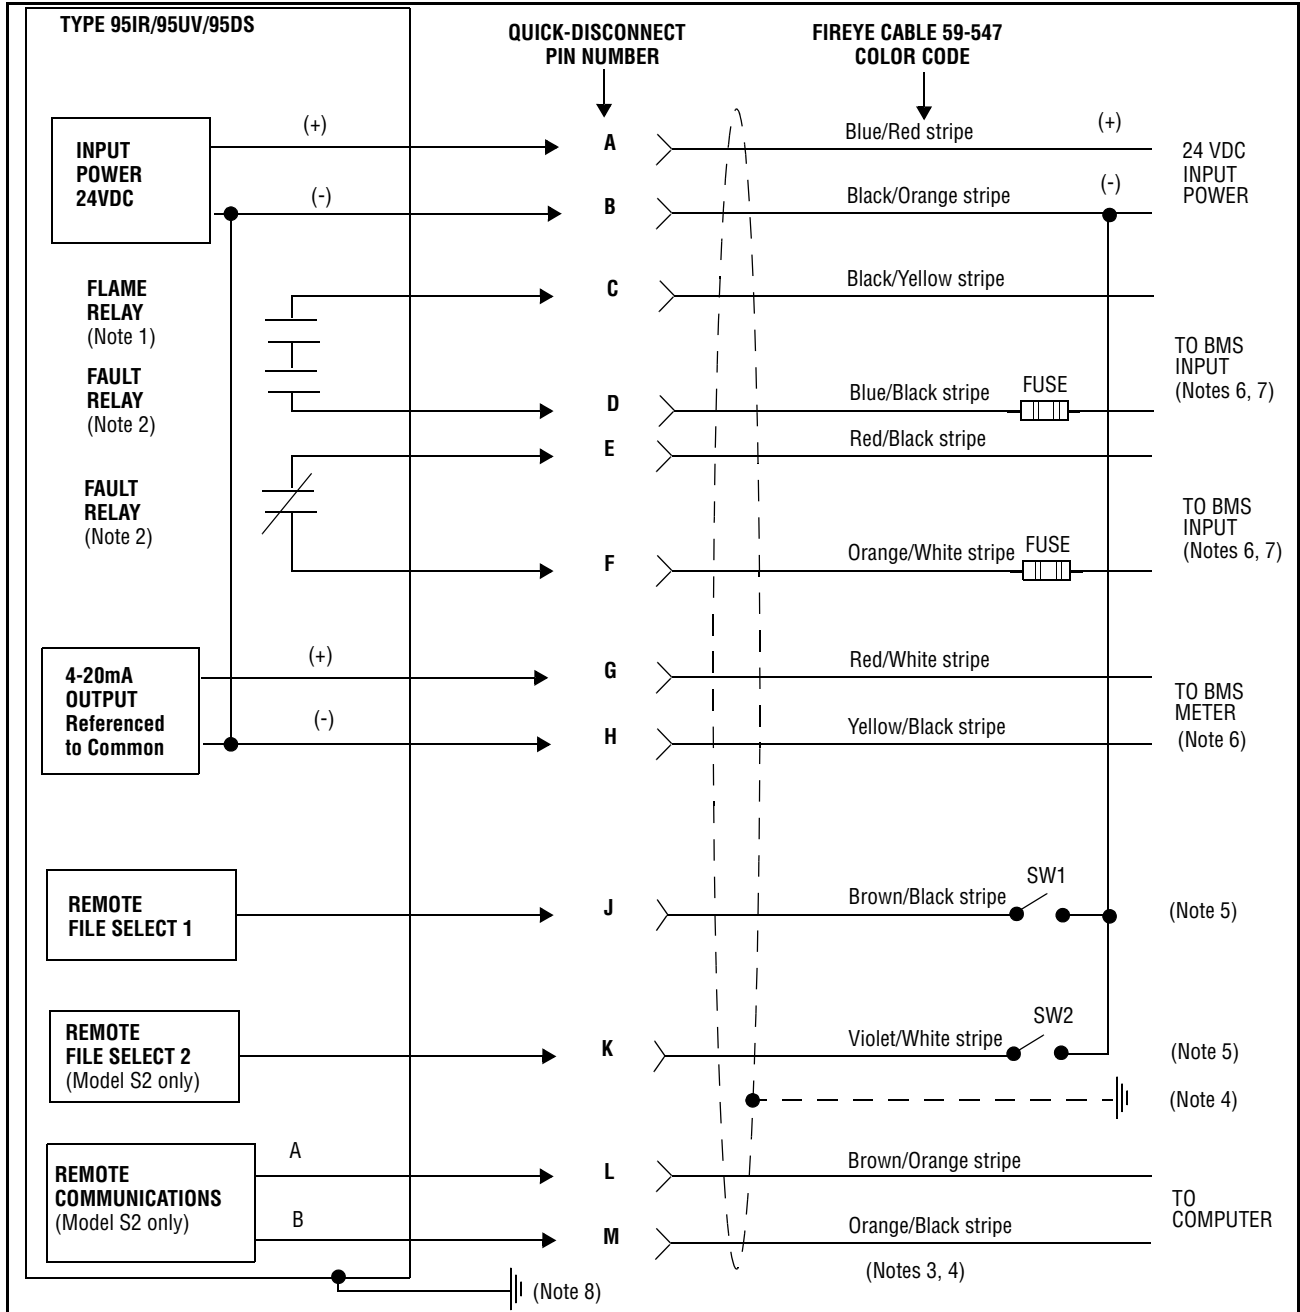 TYPE 95IR/95UV/95DS
QUICK-DISCONNECT
PIN NUMBER
FIREYE CABLE 59-547
COLOR CODE
INPUT
POWER
24VDC
(+)
A
Blue/Red stripe
(+)
24 VDC
INPUT
POWER
(-)
B
Black/Orange stripe
(-)
FLAME
RELAY
(Note 1)
C
Black/Yellow stripe
TO BMS
INPUT
(Notes 6, 7)
FAULT
RELAY
(Note 2)
D
Blue/Black stripe
FUSE
E
Red/Black stripe
FAULT
RELAY
(Note 2)
TO BMS
INPUT
(Notes 6, 7)
F
Orange/White stripe
FUSE
4-20mA
OUTPUT
Referenced
to Common
(+)
G
Red/White stripe
TO BMS
METER
(Note 6)
(-)
H
Yellow/Black stripe
REMOTE
FILE SELECT 1
J
Brown/Black stripe
SW1
(Note 5)
REMOTE
FILE SELECT 2
(Model S2 only)
K
Violet/White stripe
SW2
(Note 5)
(Note 4)
REMOTE
COMMUNICATIONS
(Model S2 only)
A
L
Brown/Orange stripe
TO
COMPUTER
B
M
Orange/Black stripe
(Notes 3, 4)
(Note 8)